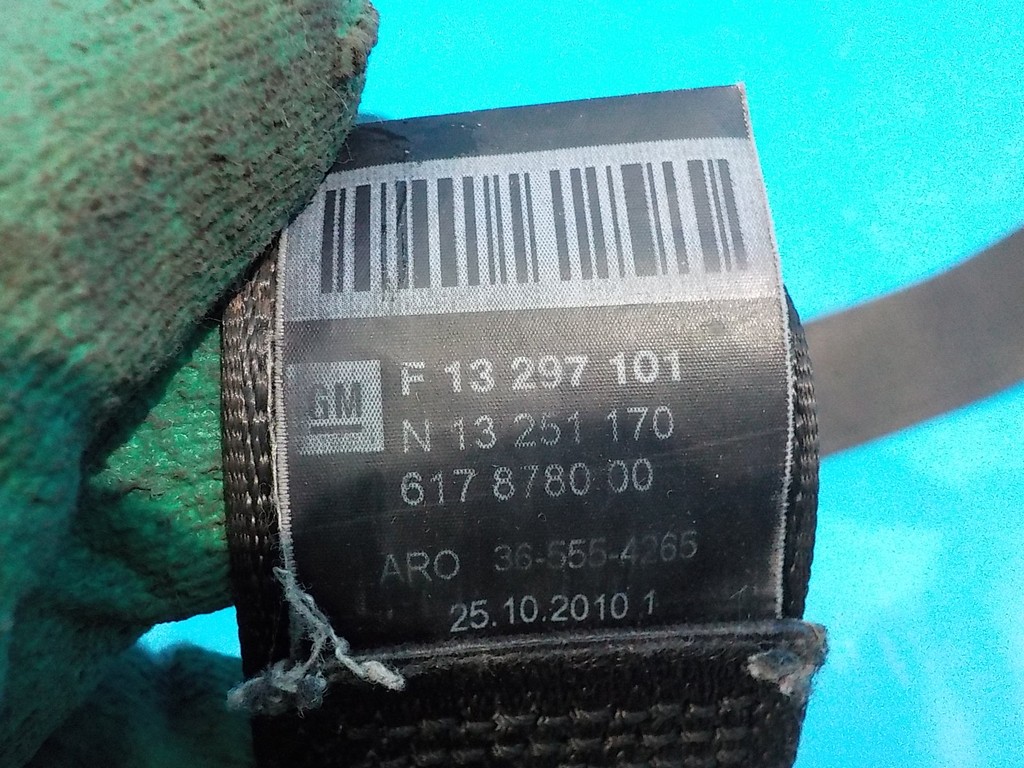 GM
F 13 297 101
N 13 251 170
617 8780 00
ARO 36-555-4265
25.10.2010 1